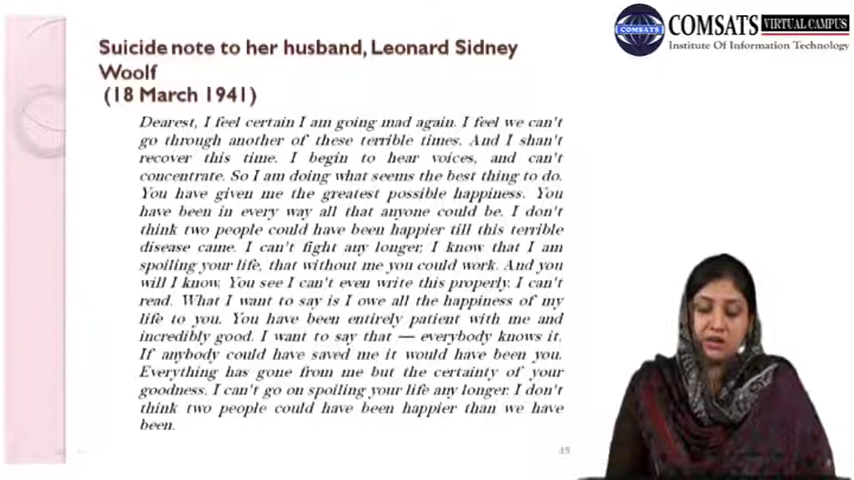 COMSATS VIRTUAL CAMPUS
COMSATS
Institute Of Information Technology
Suicide note to her husband, Leonard Sidney
Woolf
(18 March 1941)
Dearest, I feel certain I am going mad again. I feel we can't
go through another of these terrible times. And I shan't
recover this time. I begin to hear voices, and can't
concentrate. So I am doing what seems the best thing to do.
You have given me the greatest possible happiness. You
have been in every way all that anyone could be. I don't
think two people could have been happier till this terrible
disease came. I can't fight any longer. I know that I am
spoiling your life, that without me you could work. And you
will I know. You see I can't even write this properly. I can't
read. What I want to say is I owe all the happiness of my
life to you. You have been entirely patient with me and
incredibly good. I want to say that — everybody knows it.
If anybody could have saved me it would have been you.
Everything has gone from me but the certainty of your
goodness. I can't go on spoiling your life any longer. I don't
think two people could have been happier than we have
been.
45